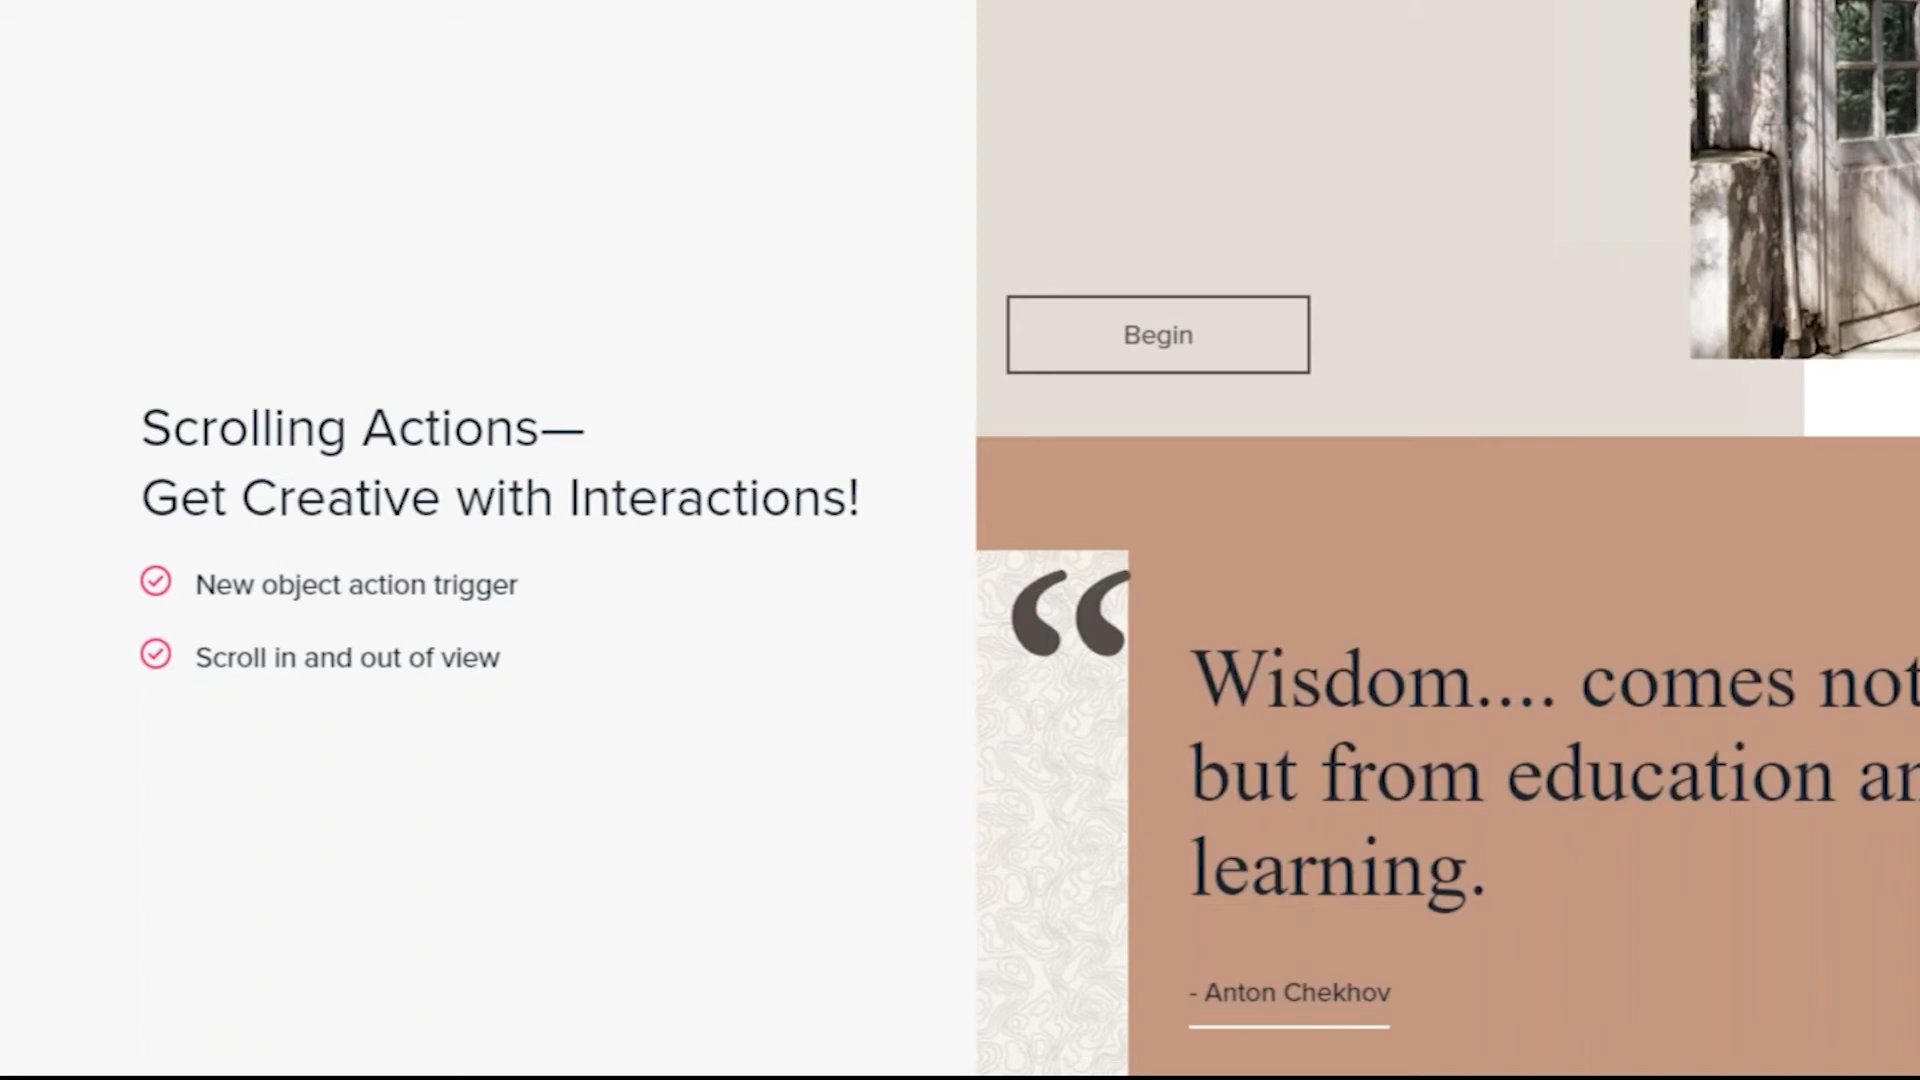 Scrolling Actions—
Get Creative with Interactions!
New object action trigger
Scroll in and out of view
Begin
“
Wisdom.... comes not
but from education
learning.
- Anton Chekhov